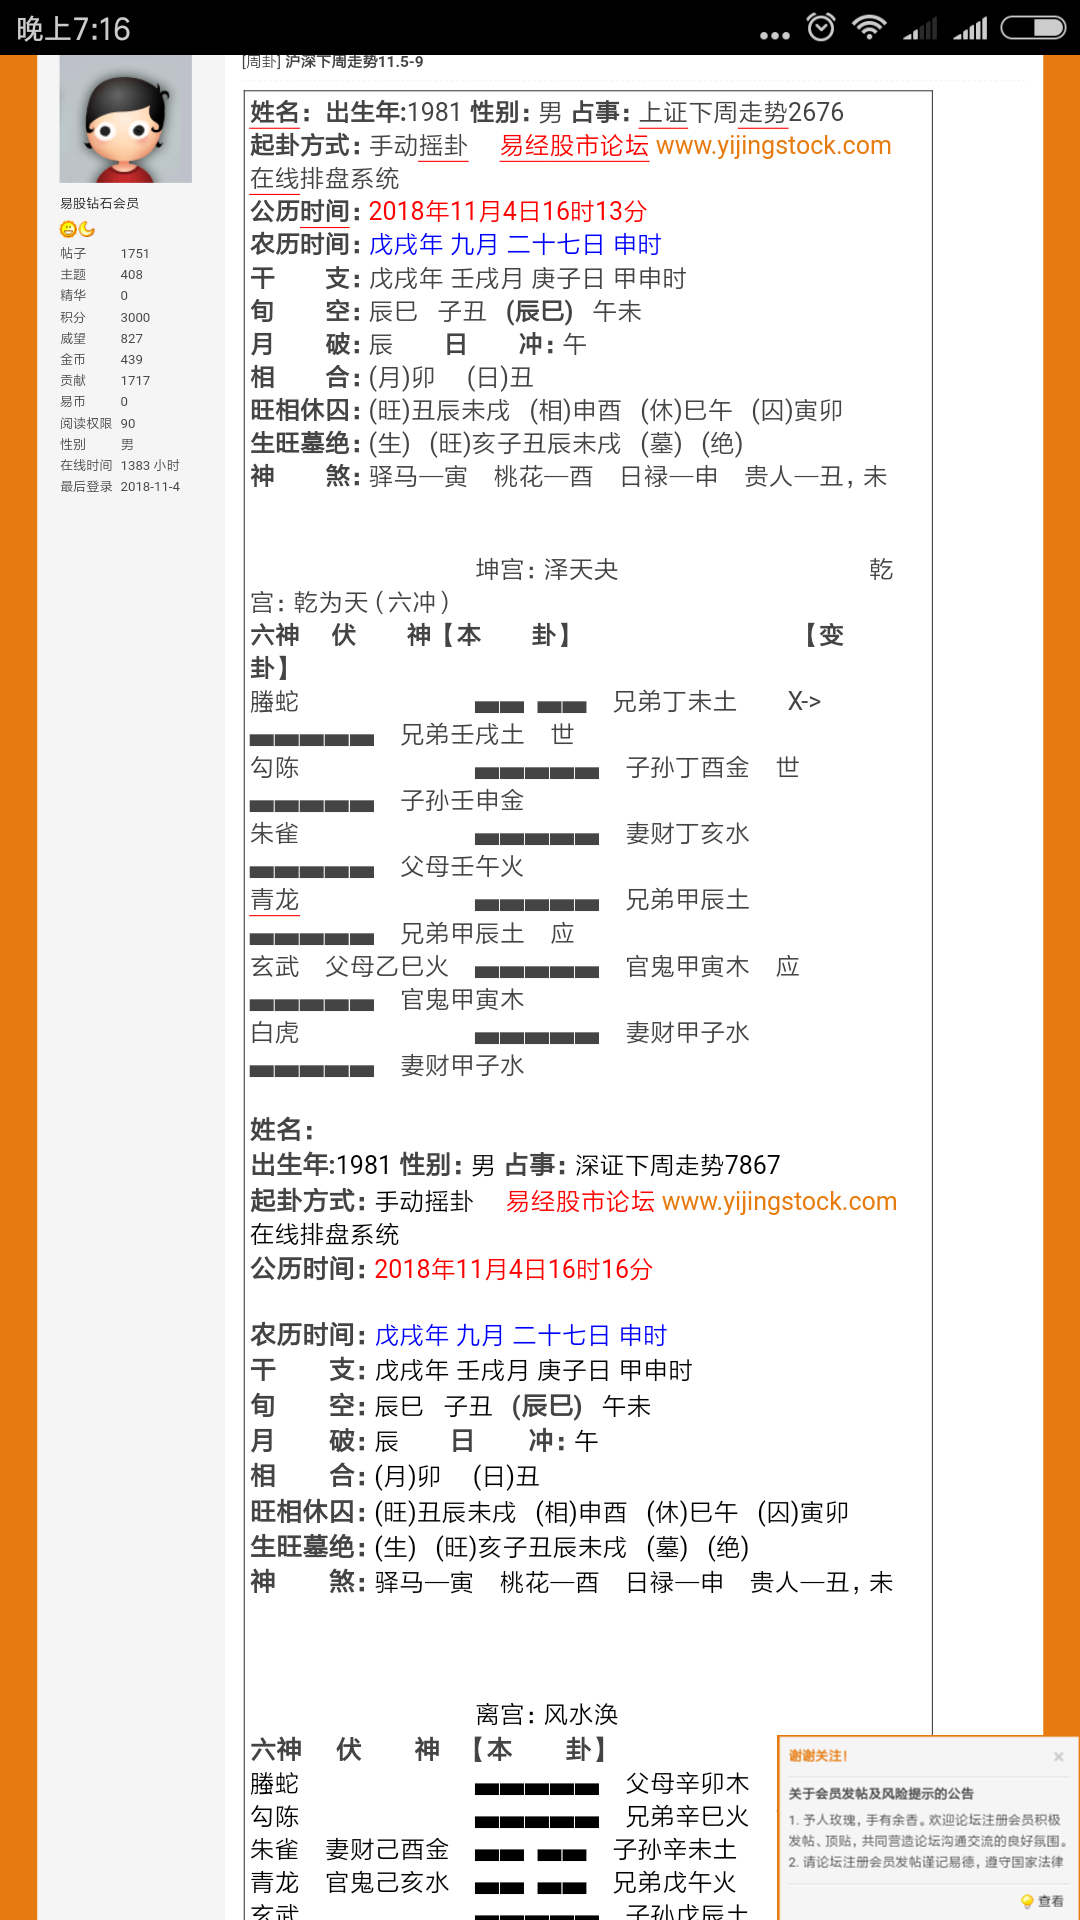 晚上7:16
[周卦] 沪深下周走势11.5-9
姓名：出生年:1981 性别：男 占事：上证下周走势2676
起卦方式：手动摇卦 易经股市论坛 www.yijingstock.com
在线排盘系统
公历时间：2018年11月4日16时13分
农历时间：戊戌年 九月 二十七日 申时
干 支：戊戌年 壬戌月 庚子日 甲申时
旬 空：辰巳 子丑 (辰巳) 午未
月 破：辰 日 冲：午
相 合：(月)卯 (日)丑
旺相休囚：(旺)丑辰未戌 (相)申酉 (休)巳午 (囚)寅卯
生旺墓绝：(生) (旺)亥子丑辰未戌 (墓) (绝)
神 煞：驿马—寅 桃花—酉 日禄—申 贵人—丑，未
坤宫：泽天夬 乾
宫：乾为天（六冲）
六神 伏 神【本 卦】 【变
卦】
螣蛇 兄弟丁未土 X->
兄弟壬戌土 世
勾陈 子孙丁酉金 世
子孙壬申金
朱雀 妻财丁亥水
父母壬午火
青龙 兄弟甲辰土
兄弟甲辰土 应
玄武 父母乙巳火 官鬼甲寅木 应
官鬼甲寅木
白虎 妻财甲子水
妻财甲子水
姓名：
出生年:1981 性别：男 占事：深证下周走势7867
起卦方式：手动摇卦 易经股市论坛 www.yijingstock.com
在线排盘系统
公历时间：2018年11月4日16时16分
农历时间：戊戌年 九月 二十七日 申时
干 支：戊戌年 壬戌月 庚子日 甲申时
旬 空：辰巳 子丑 (辰巳) 午未
月 破：辰 日 冲：午
相 合：(月)卯 (日)丑
旺相休囚：(旺)丑辰未戌 (相)申酉 (休)巳午 (囚)寅卯
生旺墓绝：(生) (旺)亥子丑辰未戌 (墓) (绝)
神 煞：驿马—寅 桃花—酉 日禄—申 贵人—丑，未
离宫：风水涣
六神 伏 神 【本 卦】
螣蛇 父母辛卯木
勾陈 兄弟辛巳火
朱雀 妻财己酉金 子孙辛未土
青龙 官鬼己亥水 兄弟戊午火
玄武 子孙戊辰土
易股钻石会员
帖子 1751
主题 408
精华 0
积分 3000
威望 827
金币 439
贡献 1717
易币 0
阅读权限 90
性别 男
在线时间 1383 小时
最后登录 2018-11-4
谢谢关注! ×
关于会员发帖及风险提示的公告
1. 予人玫瑰，手有余香。欢迎论坛注册会员积极
发帖、顶贴，共同营造论坛沟通交流的良好氛围。
2. 请论坛注册会员发帖谨记易德，遵守国家法律
查看